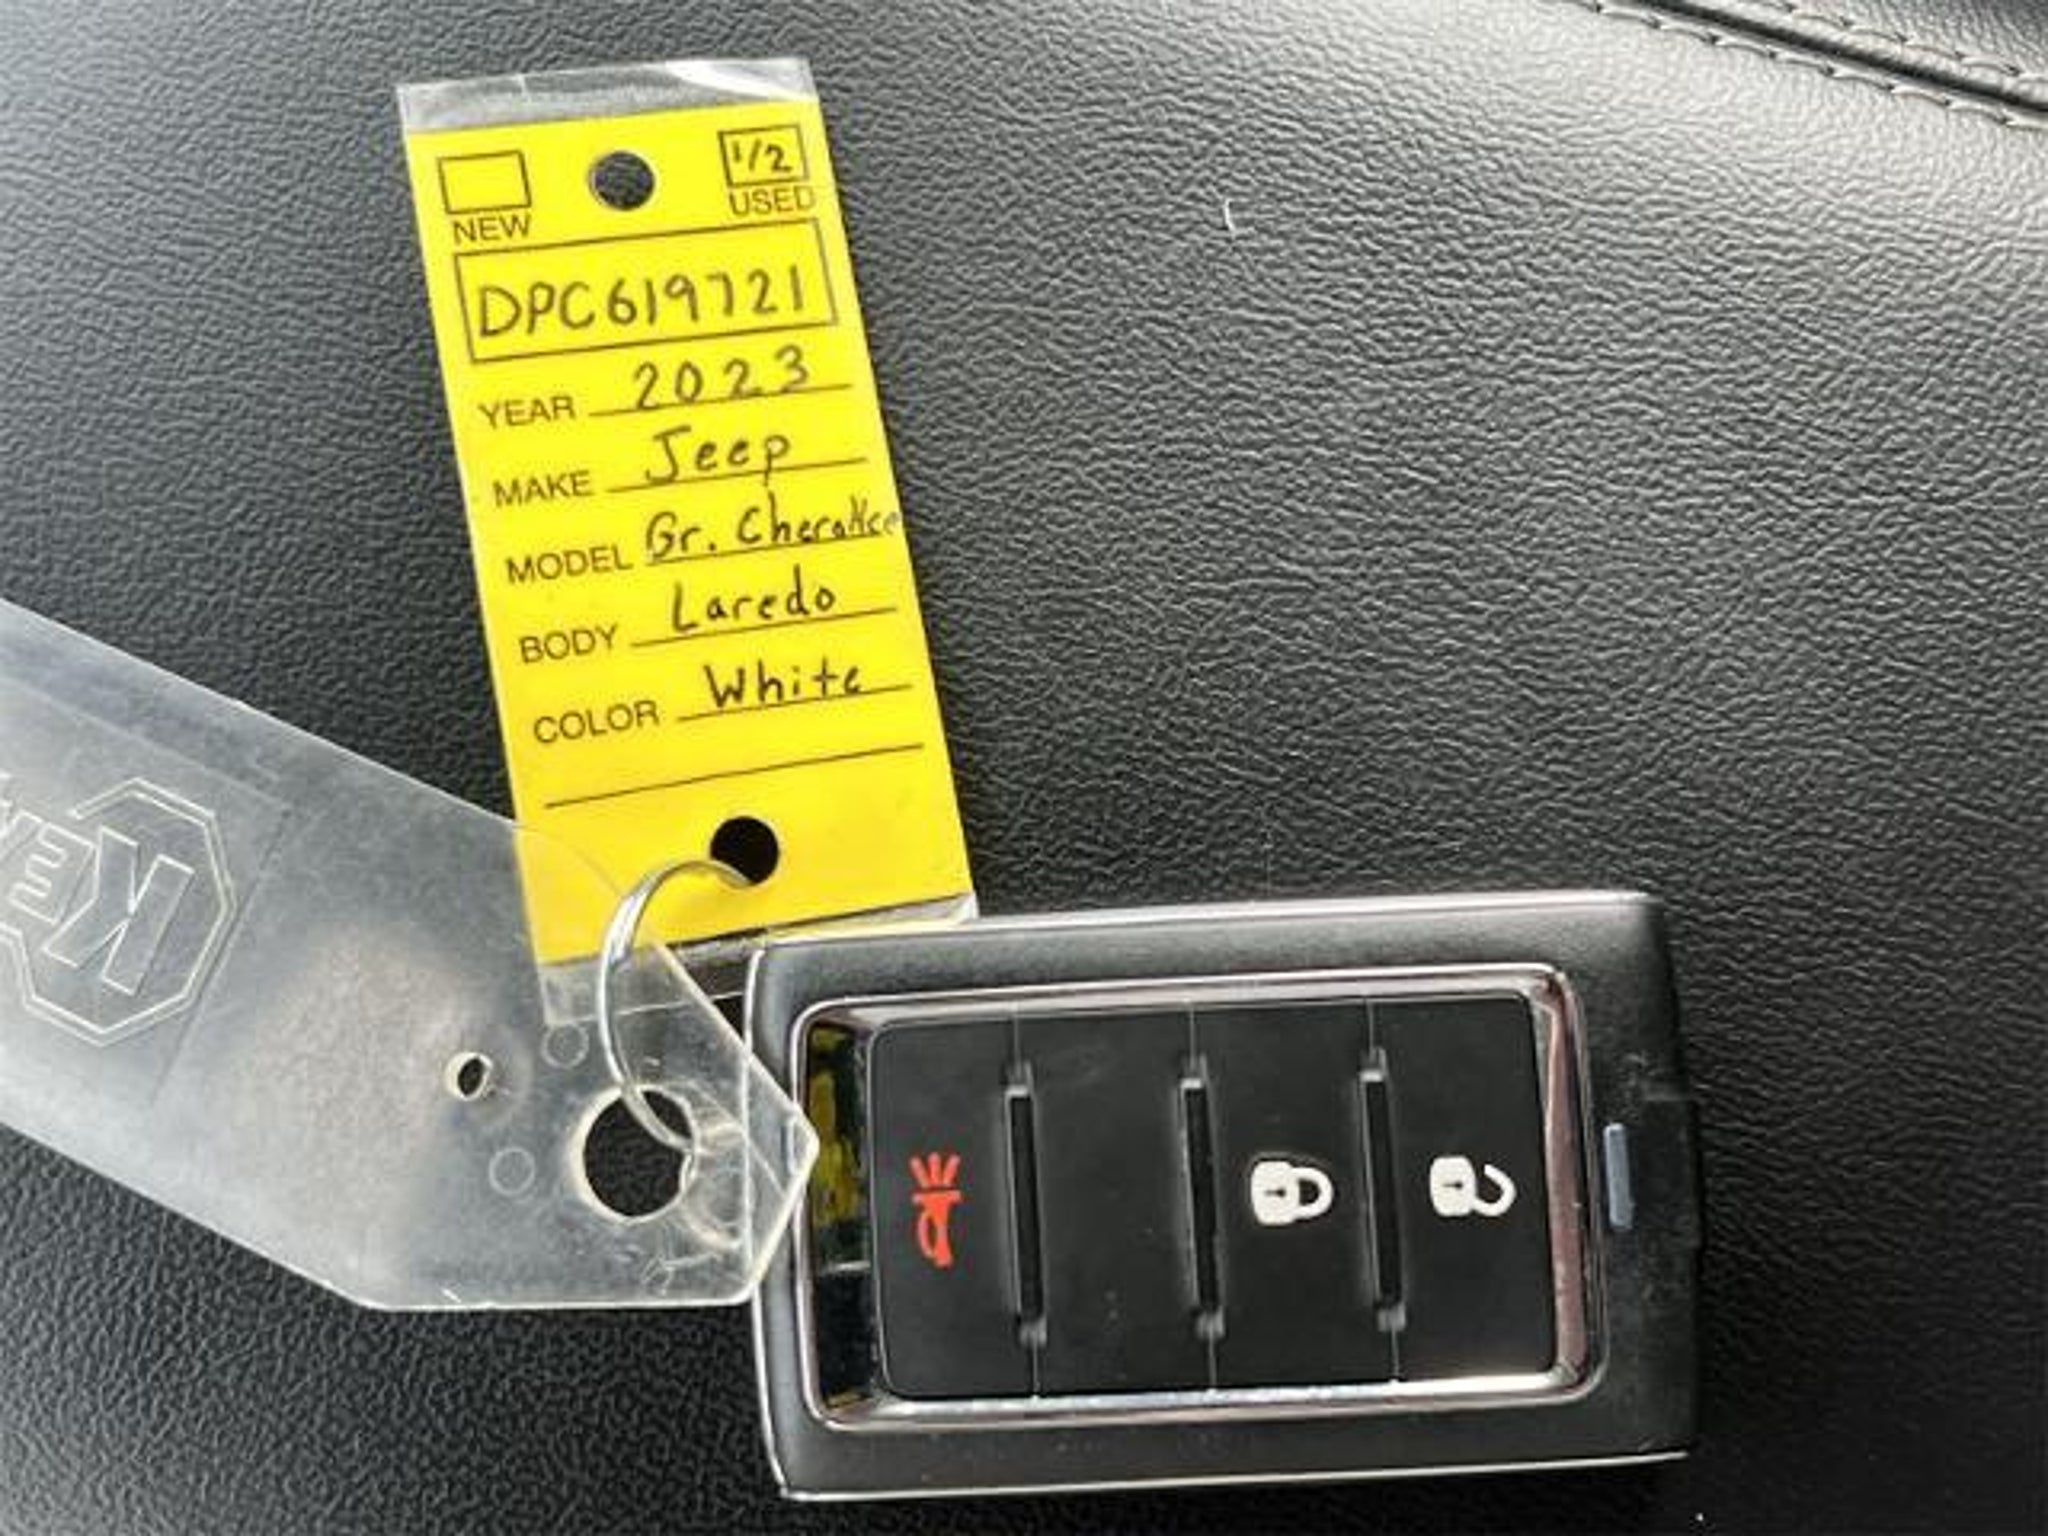 1/2
NEW USED
DPC619721
YEAR 2023
MAKE Jeep
MODEL Gr. Cherokee
BODY Laredo
COLOR White